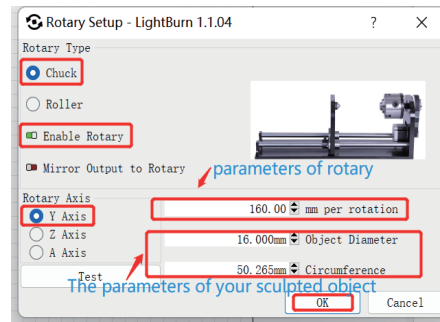 Rotary Setup - LightBurn 1.1.04 ? X
Rotary Type
Chuck
Roller
Enable Rotary
Mirror Output to Rotary
parameters of rotary
Rotary Axis
Y Axis
160.00 mm per rotation
Z Axis
16.000mm Object Diameter
A Axis
Test
50.265mm Circumference
The parameters of your sculpted object
OK Cancel